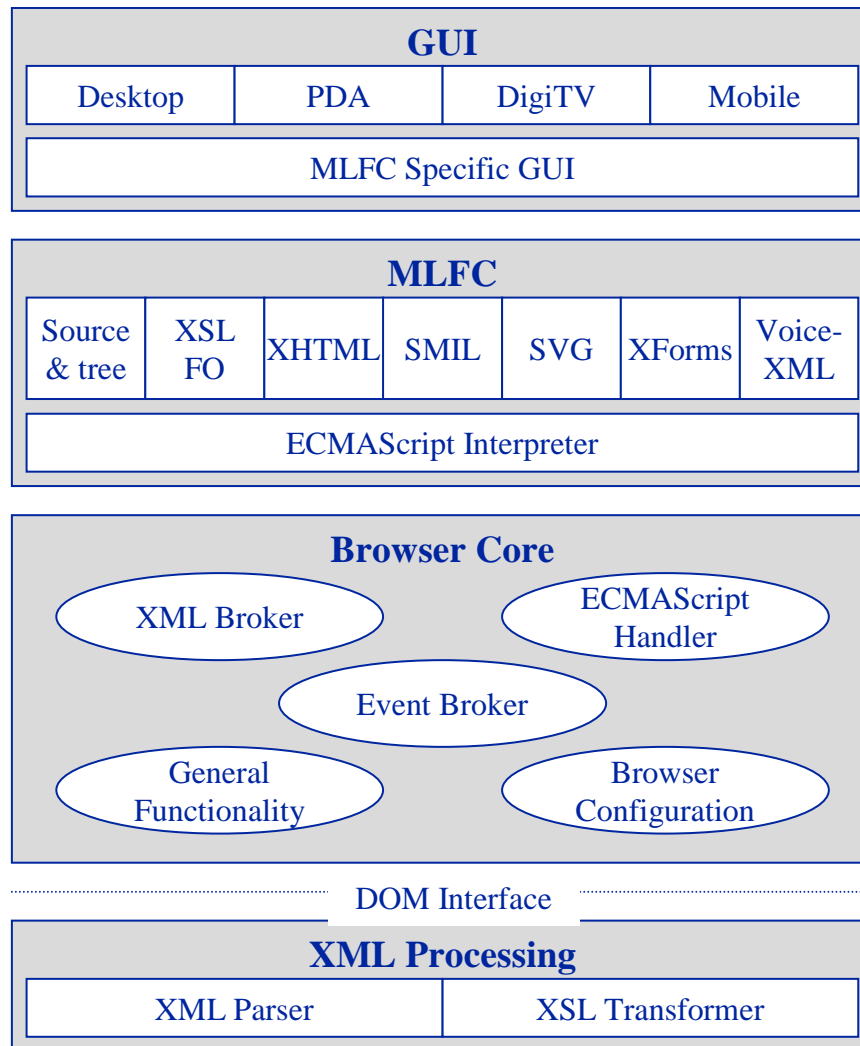 GUI
Desktop PDA DigiTV Mobile
MLFC Specific GUI
MLFC
Source & tree
XSL FO
XHTML
SMIL
SVG
XForms
Voice-XML
ECMAScript Interpreter
Browser Core
XML Broker
ECMAScript
Handler
Event Broker
General
Functionality
Browser
Configuration
DOM Interface
XML Processing
XML Parser XSL Transformer